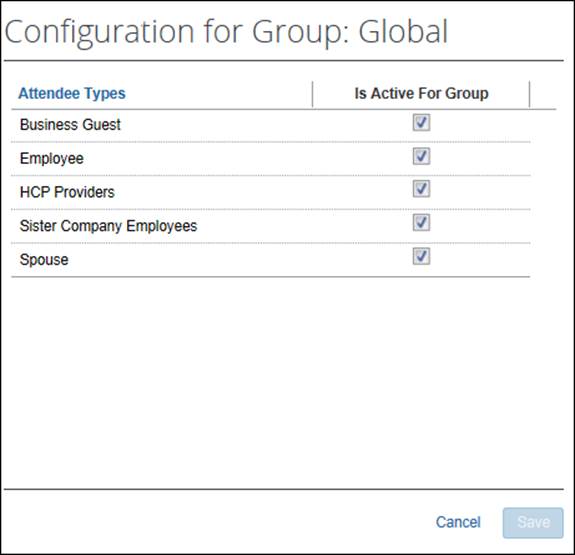 Configuration for Group: Global
Attendee Types Is Active For Group
Business Guest
Employee
HCP Providers
Sister Company Employees
Spouse
Cancel Save